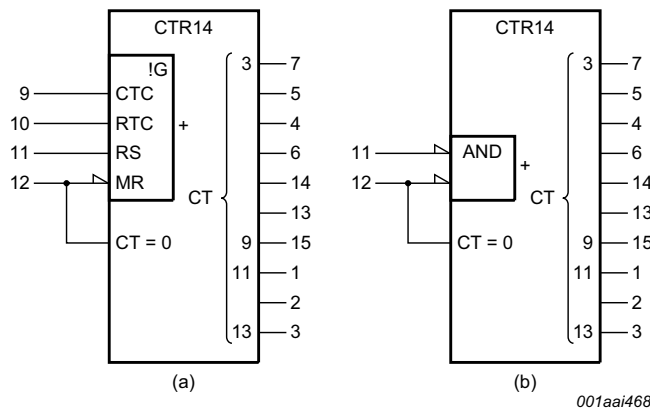 CTR14
!G
3 7
9 CTC 5
10 RTC + 4
11 RS 6
12 MR CT 14
13
CT = 0 9 15
11 1
2
13 3
(a)
CTR14
3 7
5
4
11 AND 6
12 + CT 14
13
CT = 0 9 15
11 1
2
13 3
(b)
001aai468